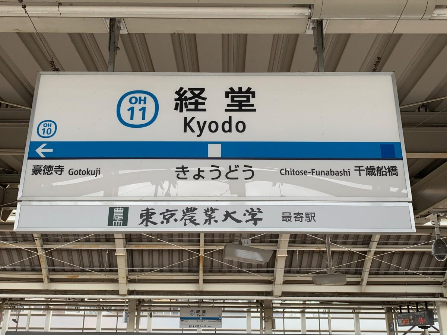 OH
11
経堂
Kyodo
OH
10
豪徳寺 Gotokuji
きょうどう
Chitose-Funabashi 千歳船橋
東京農業大学 最寄駅